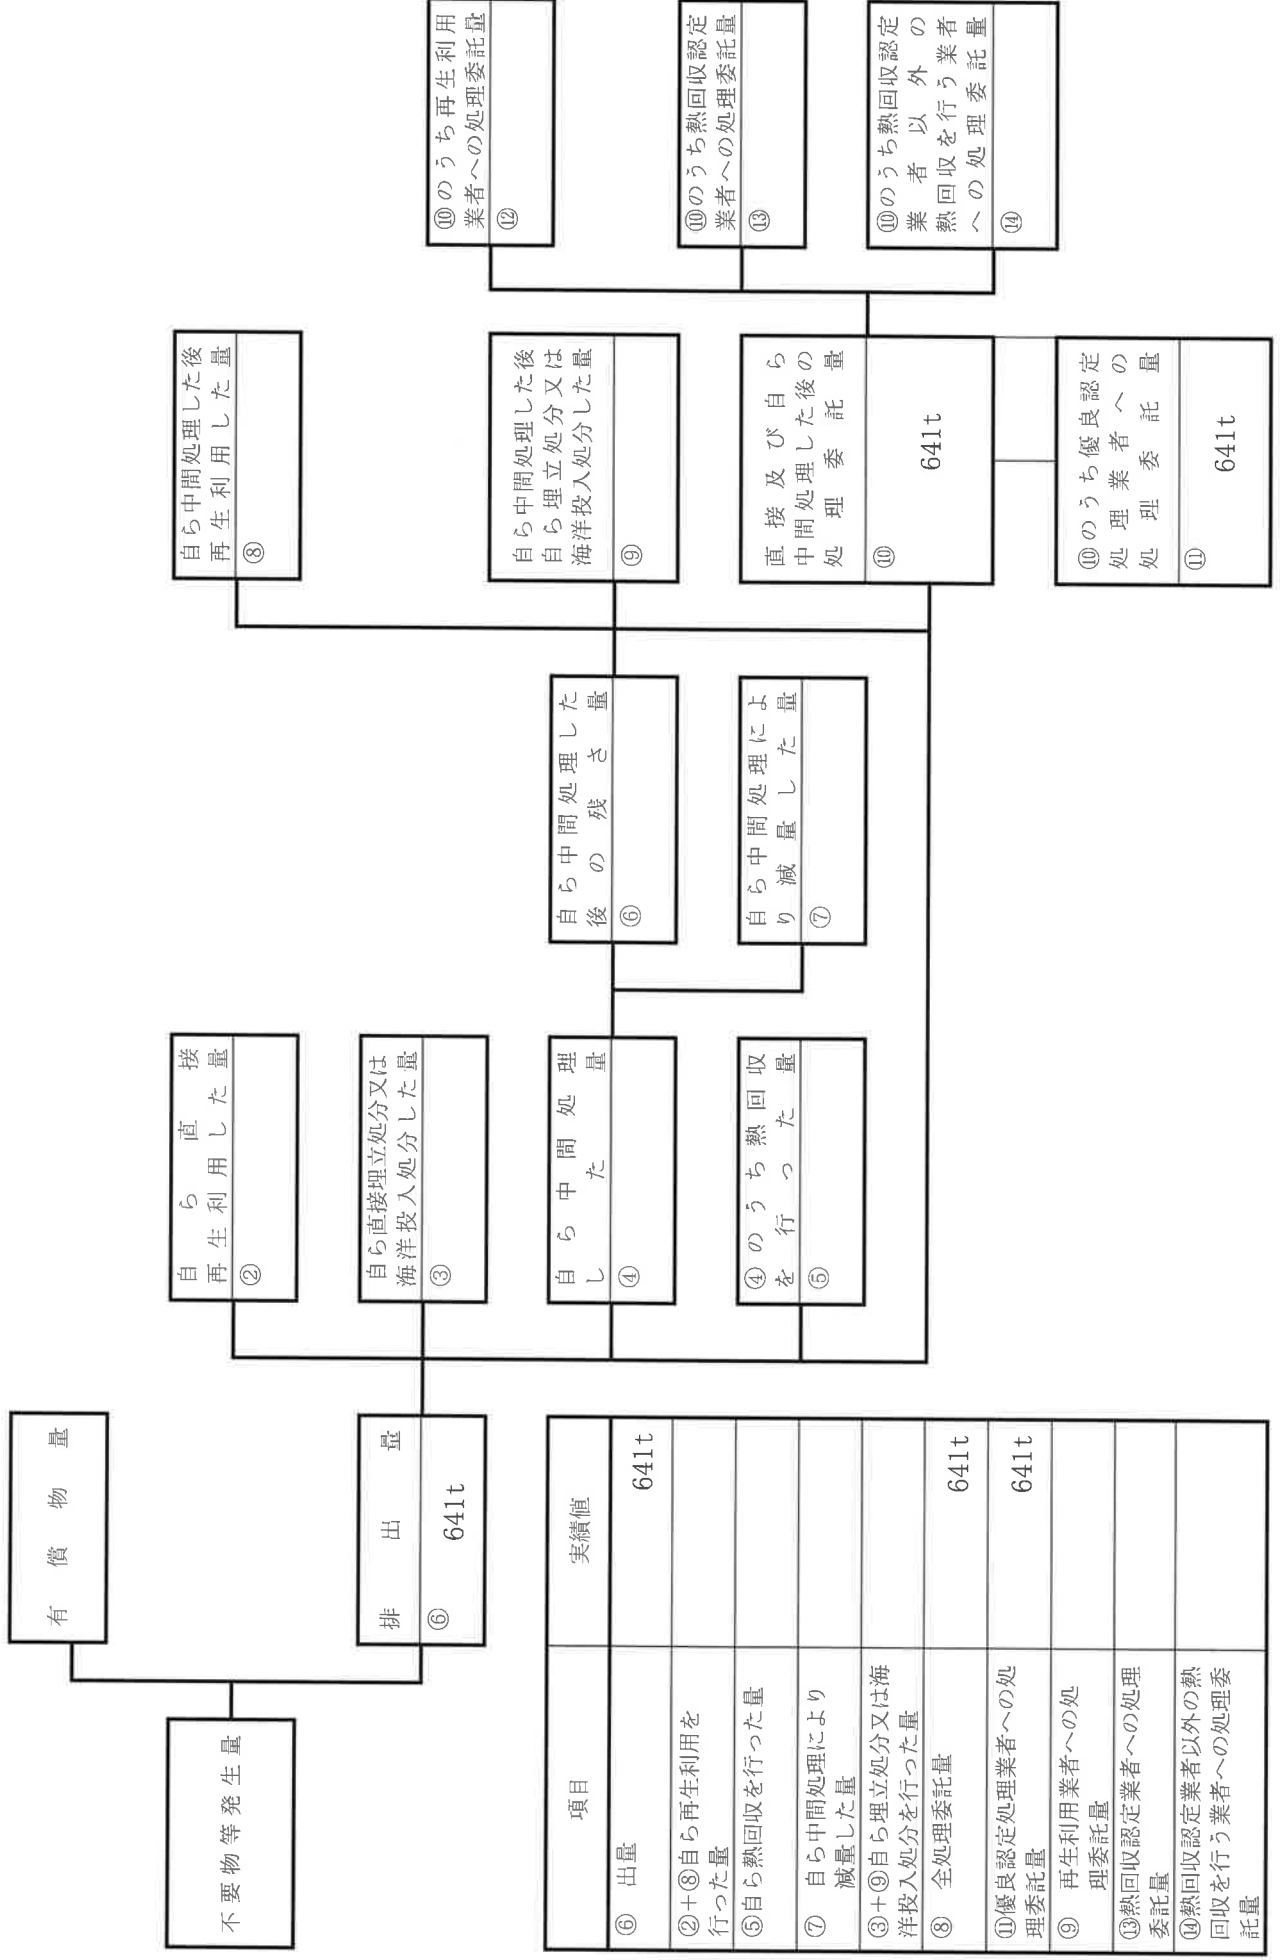 有償物量
不要物等発生量
排出量
⑥
641t
自ら直接
再生利用した量
②
自ら直接埋立処分又は
海洋投入処分した量
③
自ら中間処理
した量
④
④のうち熱回収
を行った量
⑤
自ら中間処理した
後の残さ量
⑥
自ら中間処理によ
り減量した量
⑦
自ら中間処理した後
再生利用した量
⑧
自ら中間処理した後
自ら埋立処分又は
海洋投入処分した量
⑨
直接及び自ら
中間処理した後の
処理委託量
⑩
641t
⑩のうち優良認定
処理業者への
処理委託量
⑪
641t
⑩のうち再生利用
業者への処理委託量
⑫
⑩のうち熱回収認定
業者への処理委託量
⑬
⑩のうち熱回収認定
業者以外の
熱回収を行う業者
への処理委託量
⑭
項目 実績値
⑥ 出量 641t
②+⑧自ら再生利用を
行った量
⑤自ら熱回収を行った量
⑦ 自ら中間処理により
減量した量
③+⑨自ら埋立処分又は海
洋投入処分を行った量
⑧ 全処理委託量 641t
⑪優良認定処理業者への処
理委託量 641t
⑨ 再生利用業者への処
理委託量
⑬熱回収認定業者への処理
委託量
⑭熱回収認定業者以外の熱
回収を行う業者への処理委
託量